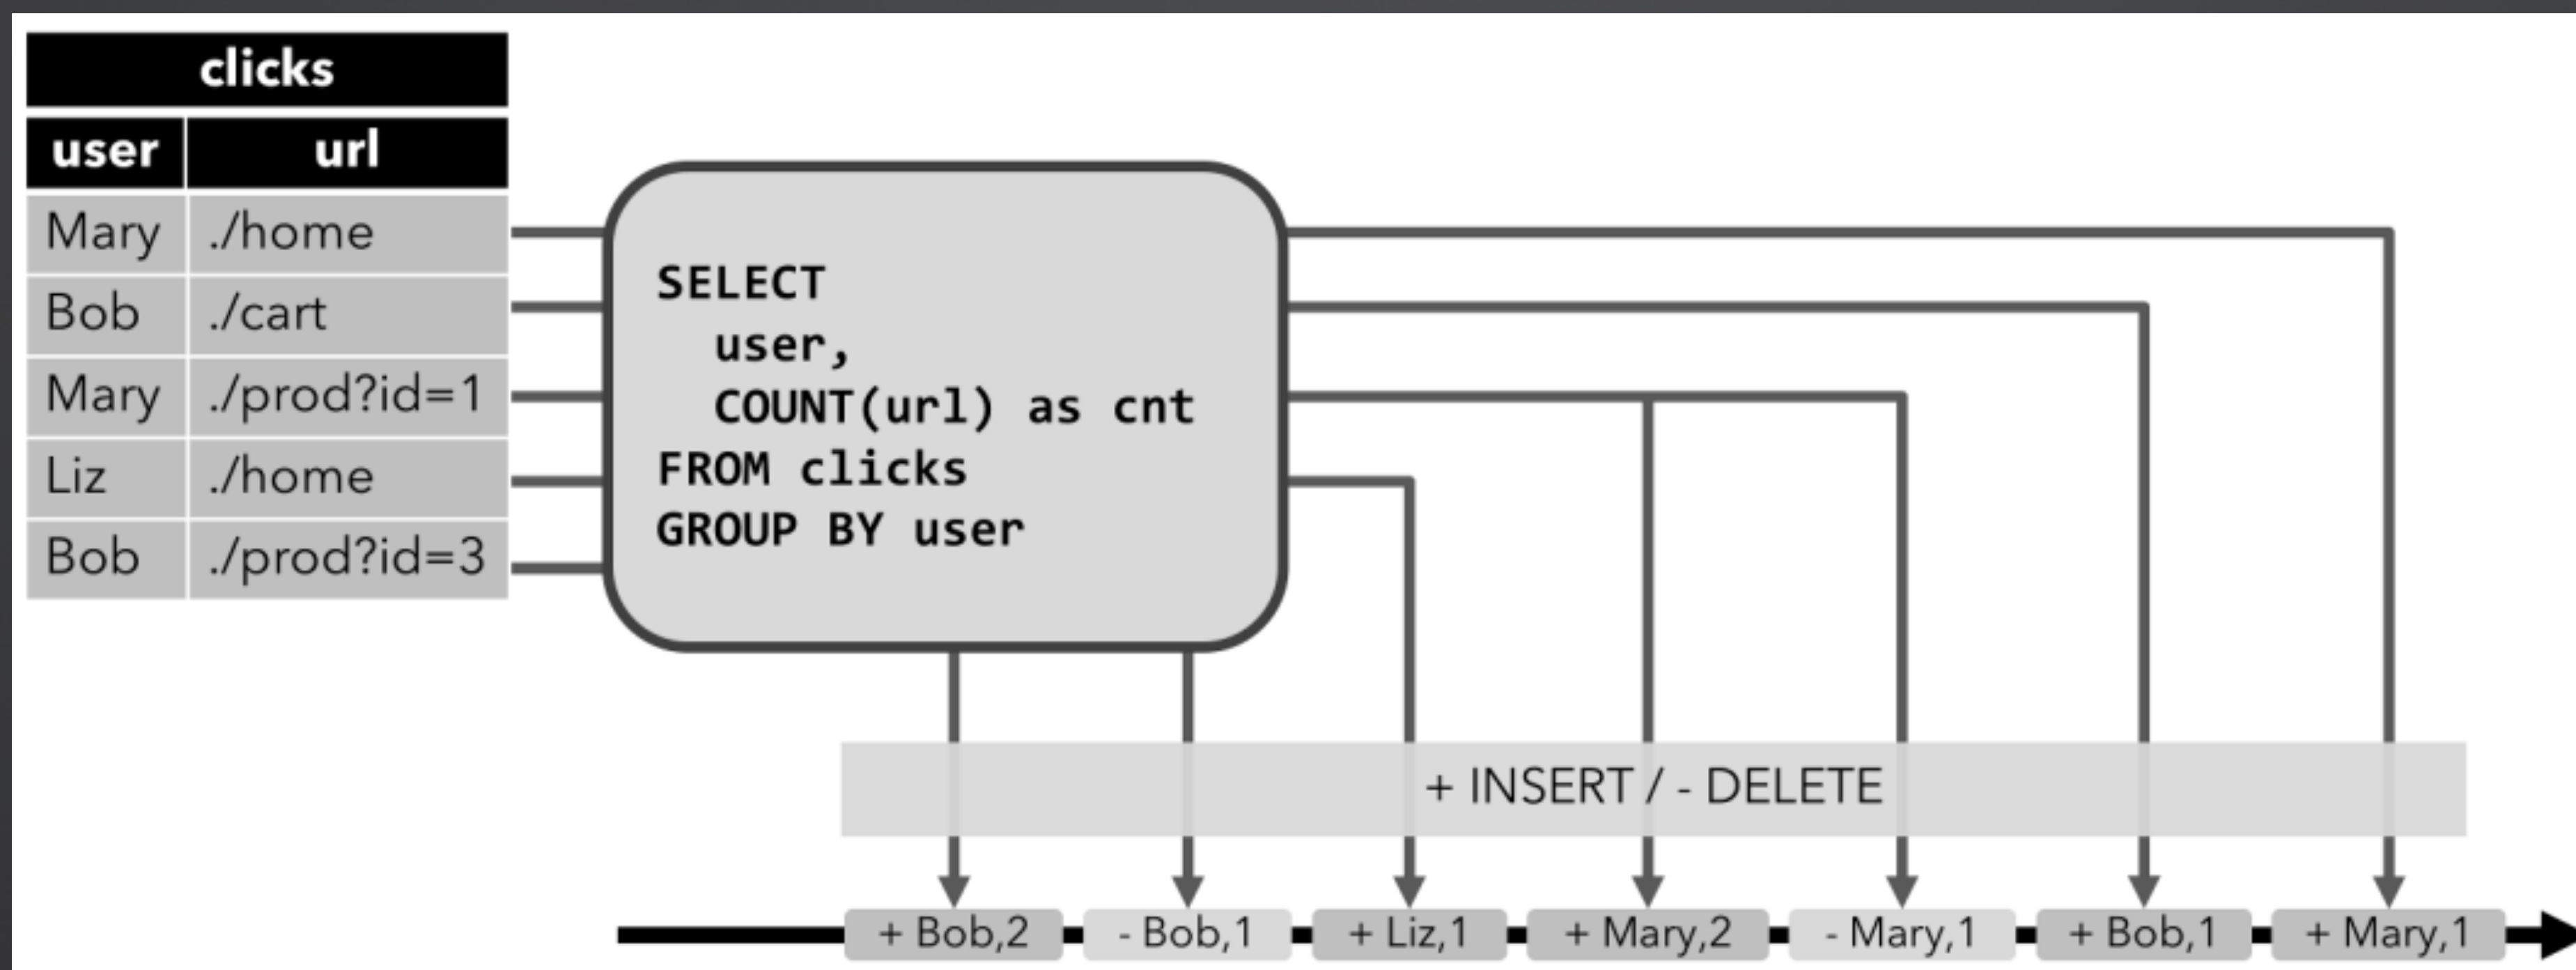 clicks
user url
Mary ./home
Bob ./cart
Mary ./prod?id=1
Liz ./home
Bob ./prod?id=3
SELECT
user,
COUNT(url) as cnt
FROM clicks
GROUP BY user
+ INSERT / - DELETE
+ Bob,2 - Bob,1 + Liz,1 + Mary,2 - Mary,1 + Bob,1 + Mary,1